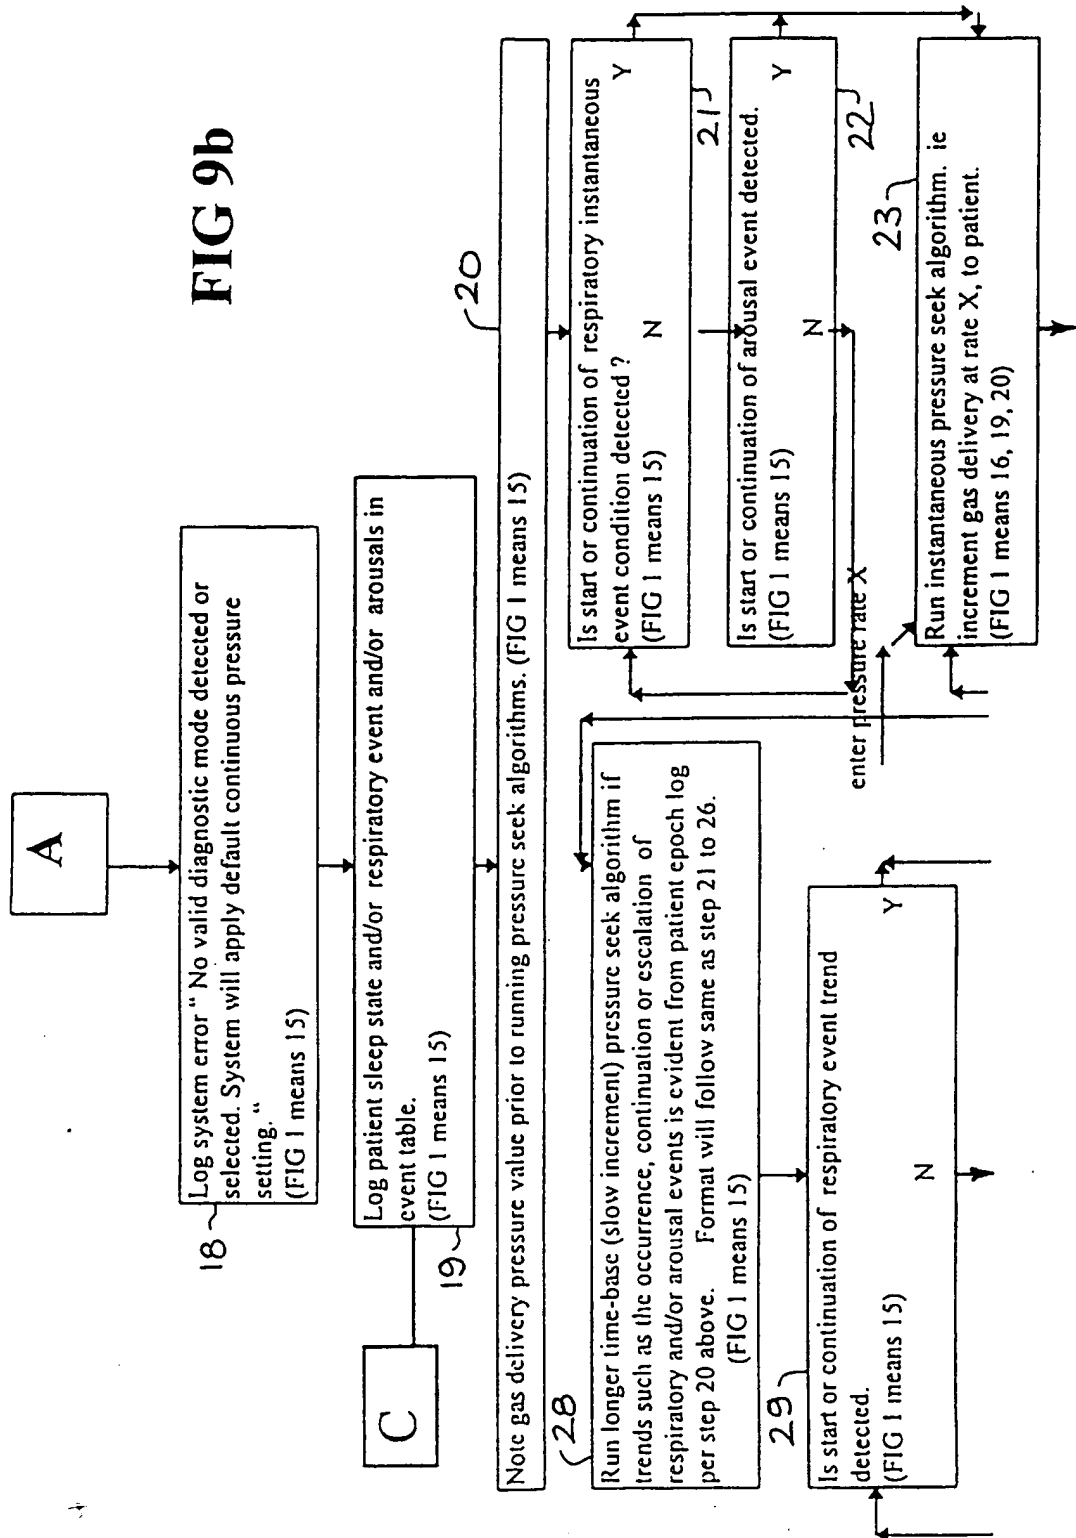 FIG 9b
A
Log system error “ No valid diagnostic mode detected or
selected. System will apply default continuous pressure
setting. “
(FIG 1 means 15)
18
C
Log patient sleep state and/or respiratory event and/or arousals in
event table.
(FIG 1 means 15)
19
Note gas delivery pressure value prior to running pressure seek algorithms. (FIG 1 means 15)
20
Is start or continuation of respiratory instantaneous
event condition detected ?
(FIG 1 means 15)
N
Y
21
Is start or continuation of arousal event detected.
(FIG 1 means 15)
N
Y
22
enter pressure rate X
23
Run instantaneous pressure seek algorithm. ie
increment gas delivery at rate X, to patient.
(FIG 1 means 16, 19, 20)
28
Run longer time-base (slow increment) pressure seek algorithm if
trends such as the occurrence, continuation or escalation of
respiratory and/or arousal events is evident from patient epoch log
per step 20 above. Format will follow same as step 21 to 26.
(FIG 1 means 15)
29
Is start or continuation of respiratory event trend
detected.
(FIG 1 means 15)
N
Y